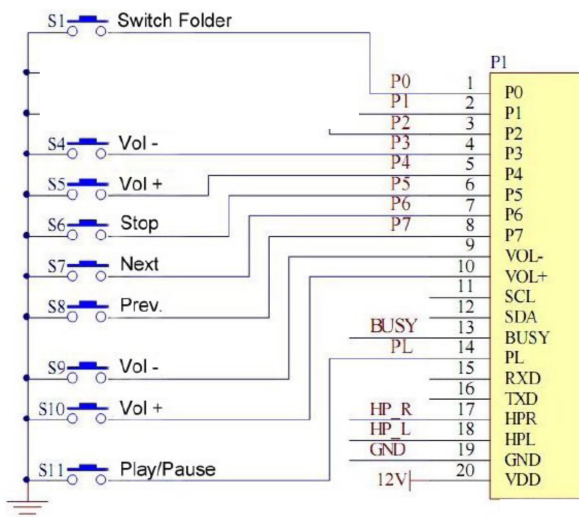 S1 Switch Folder
S4 Vol -
S5 Vol +
S6 Stop
S7 Next
S8 Prev.
S9 Vol -
S10 Vol +
S11 Play/Pause
P1
P0 1 P0
P1 2 P1
P2 3 P2
P3 4 P3
P4 5 P4
P5 6 P5
P6 7 P6
P7 8 P7
9 VOL-
10 VOL+
11 SCL
12 SDA
BUSY 13 BUSY
PL 14 PL
15 RXD
16 TXD
HP_R 17 HPR
HP_L 18 HPL
GND 19 GND
12V 20 VDD